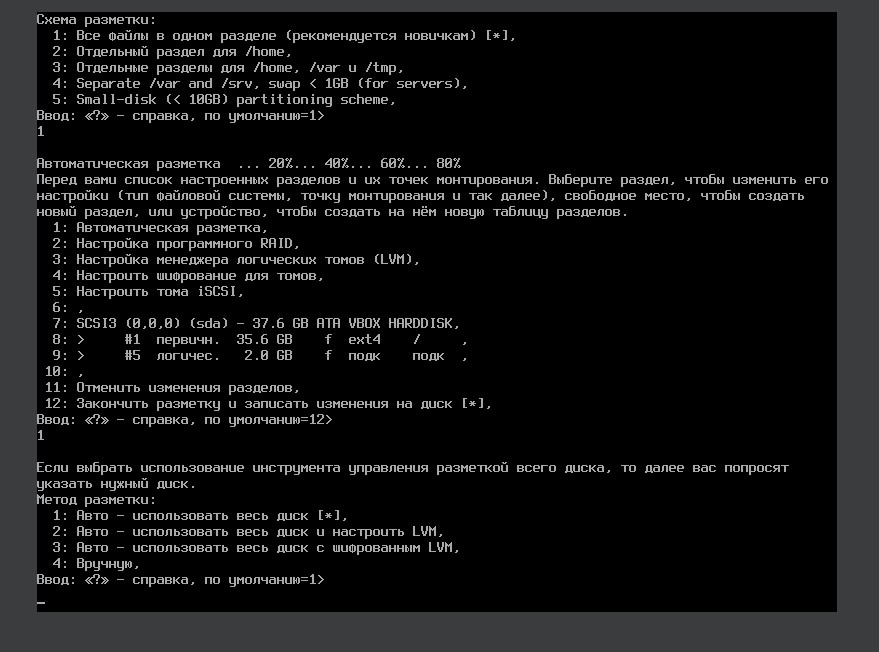 Схема разметки:
1: Все файлы в одном разделе (рекомендуется новичкам) [*],
2: Отдельный раздел для /home,
3: Отдельные разделы для /home, /var и /tmp,
4: Separate /var and /srv, swap < 1GB (for servers),
5: Small-disk (< 10GB) partitioning scheme,
Ввод: «?» – справка, по умолчанию=1>
1
Автоматическая разметка ... 20%... 40%... 60%... 80%
Перед вами список настроенных разделов и их точек монтирования. Выберите раздел, чтобы изменить его
настройки (тип файловой системы, точку монтирования и так далее), свободное место, чтобы создать
новый раздел, или устройство, чтобы создать на нём новую таблицу разделов.
1: Автоматическая разметка,
2: Настройка программного RAID,
3: Настройка менеджера логических томов (LVM),
4: Настроить шифрование для томов,
5: Настроить тома iSCSI,
6: ,
7: SCSI3 (0,0,0) (sda) – 37.6 GB ATA VBOX HARDDISK,
8: > #1 первичн. 35.6 GB f ext4 / ,
9: > #5 логичес. 2.0 GB f подк подк ,
10: ,
11: Отменить изменения разделов,
12: Закончить разметку и записать изменения на диск [*],
Ввод: «?» – справка, по умолчанию=12>
1
Если выбрать использование инструмента управления разметкой всего диска, то далее вас попросят
указать нужный диск.
Метод разметки:
1: Авто – использовать весь диск [*],
2: Авто – использовать весь диск и настроить LVM,
3: Авто – использовать весь диск с шифрованным LVM,
4: Вручную,
Ввод: «?» – справка, по умолчанию=1>